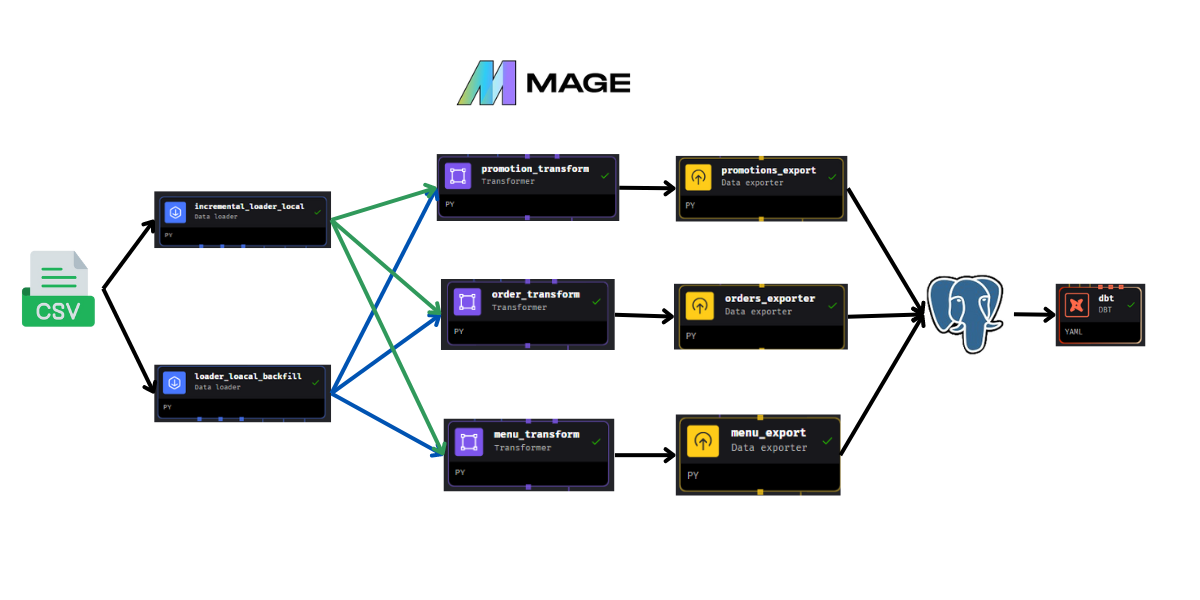 MAGE
CSV
incremental_loader_local
Data loader
PY
loader_loacal_backfill
Data loader
PY
promotion_transform
Transformer
PY
order_transform
Transformer
PY
menu_transform
Transformer
PY
promotions_export
Data exporter
PY
orders_exporter
Data exporter
PY
menu_export
Data exporter
PY
dbt
DBT
YAML